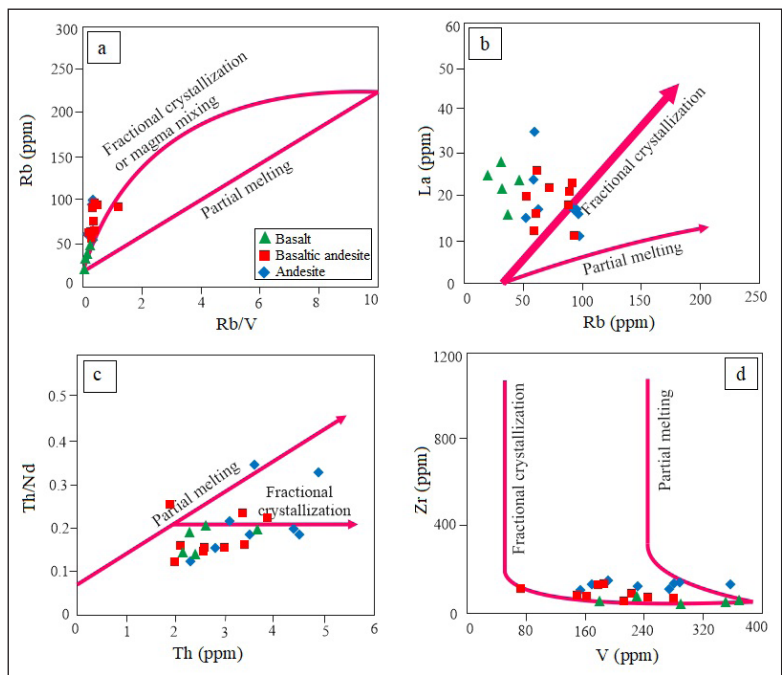 a
300
250
200
150
100
50
0
Rb (ppm)
0
2
4
6
8
10
Rb/V
Fractional crystallization
or magma mixing
Partial melting
Basalt
Basaltic andesite
Andesite
b
60
50
40
30
20
10
0
La (ppm)
0
50
100
150
200
250
Rb (ppm)
Fractional crystallization
Partial melting
c
0.5
0.4
0.3
0.2
0.1
Th/Nd
0
1
2
3
4
5
6
Th (ppm)
Partial melting
Fractional
crystallization
d
1200
800
400
0
Zr (ppm)
0
80
160
240
320
400
V (ppm)
Fractional crystallization
Partial melting